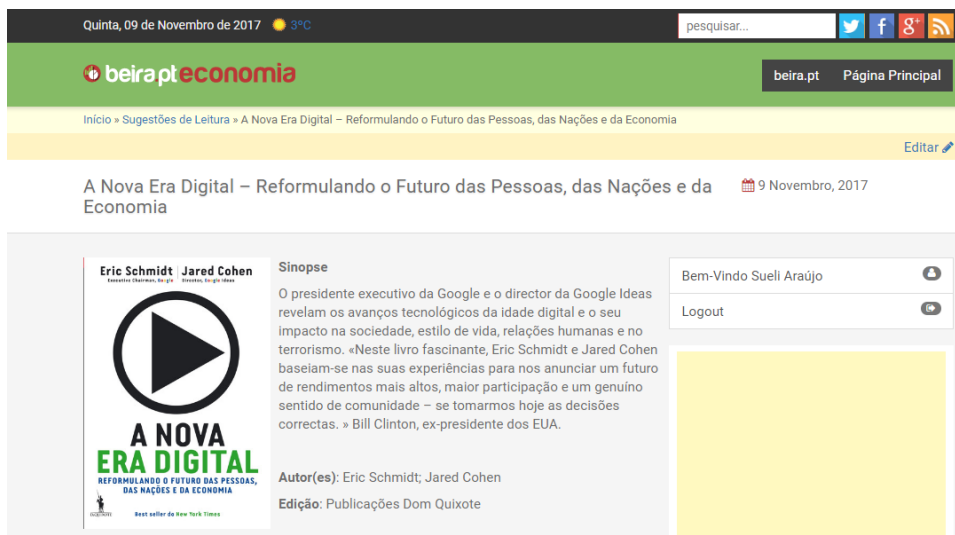 Quinta, 09 de Novembro de 2017 3ºC
pesquisar...
beira.pt economia
beira.pt Página Principal
Início » Sugestões de Leitura » A Nova Era Digital – Reformulando o Futuro das Pessoas, das Nações e da Economia
Editar
A Nova Era Digital – Reformulando o Futuro das Pessoas, das Nações e da
Economia
9 Novembro, 2017
Eric Schmidt Jared Cohen
Executive Chairman, Google Director, Google Ideas
A NOVA
ERA DIGITAL
REFORMULANDO O FUTURO DAS PESSOAS,
DAS NAÇÕES E DA ECONOMIA
Best seller do New York Times
Sinopse
O presidente executivo da Google e o director da Google Ideas
revelam os avanços tecnológicos da idade digital e o seu
impacto na sociedade, estilo de vida, relações humanas e no
terrorismo. «Neste livro fascinante, Eric Schmidt e Jared Cohen
baseiam-se nas suas experiências para nos anunciar um futuro
de rendimentos mais altos, maior participação e um genuíno
sentido de comunidade – se tomarmos hoje as decisões
correctas. » Bill Clinton, ex-presidente dos EUA.
Autor(es): Eric Schmidt; Jared Cohen
Edição: Publicações Dom Quixote
Bem-Vindo Sueli Araújo
Logout